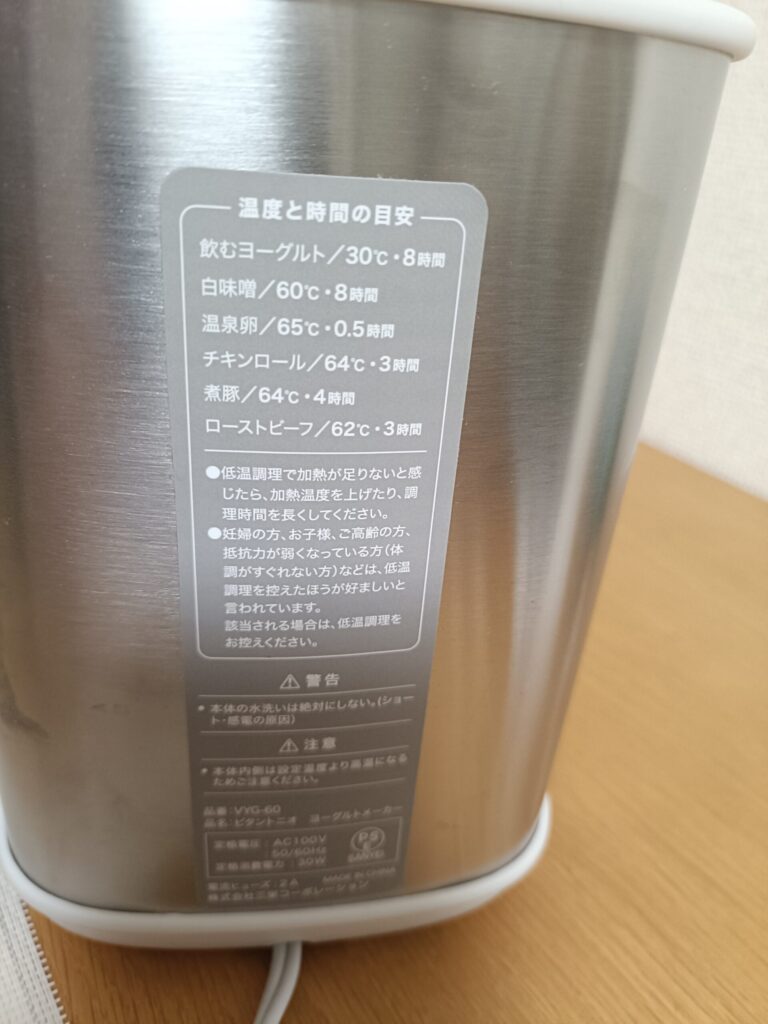 温度と時間の目安
飲むヨーグルト/30℃・8時間
白味噌/60℃・8時間
温泉卵/65℃・0.5時間
チキンロール/64℃・3時間
煮豚/64℃・4時間
ローストビーフ/62℃・3時間
●低温調理で加熱が足りないと感
じたら、加熱温度を上げたり、調
理時間を長くしてください。
●妊婦の方、お子様、ご高齢の方、
抵抗力が弱くなっている方(体
調がすぐれない方)などは、低温
調理を控えたほうが好ましいと
言われています。
該当される場合は、低温調理を
お控えください。
⚠警告
• 本体の水洗いは絶対にしない。(ショー
ト・感電の原因)
⚠注意
• 本体内側は設定温度より高温になる
ためご注意ください。
品番:VYG-60
品名:ビタントニオ ヨーグルトメーカー
定格電圧:AC100V
50/60Hz
定格消費電力:30W
PS
E
SANYEI
電流ヒューズ:2A MADE IN CHINA
株式会社三栄コーポレーション